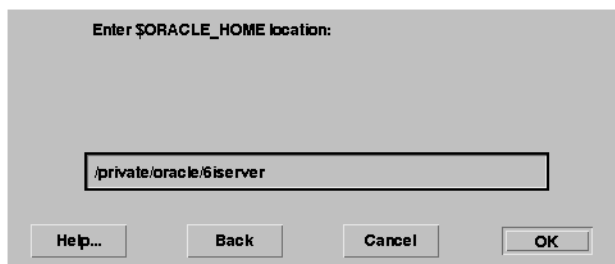 Enter $ORACLE_HOME location:
/private/oracle/6iserver
Help... Back Cancel OK